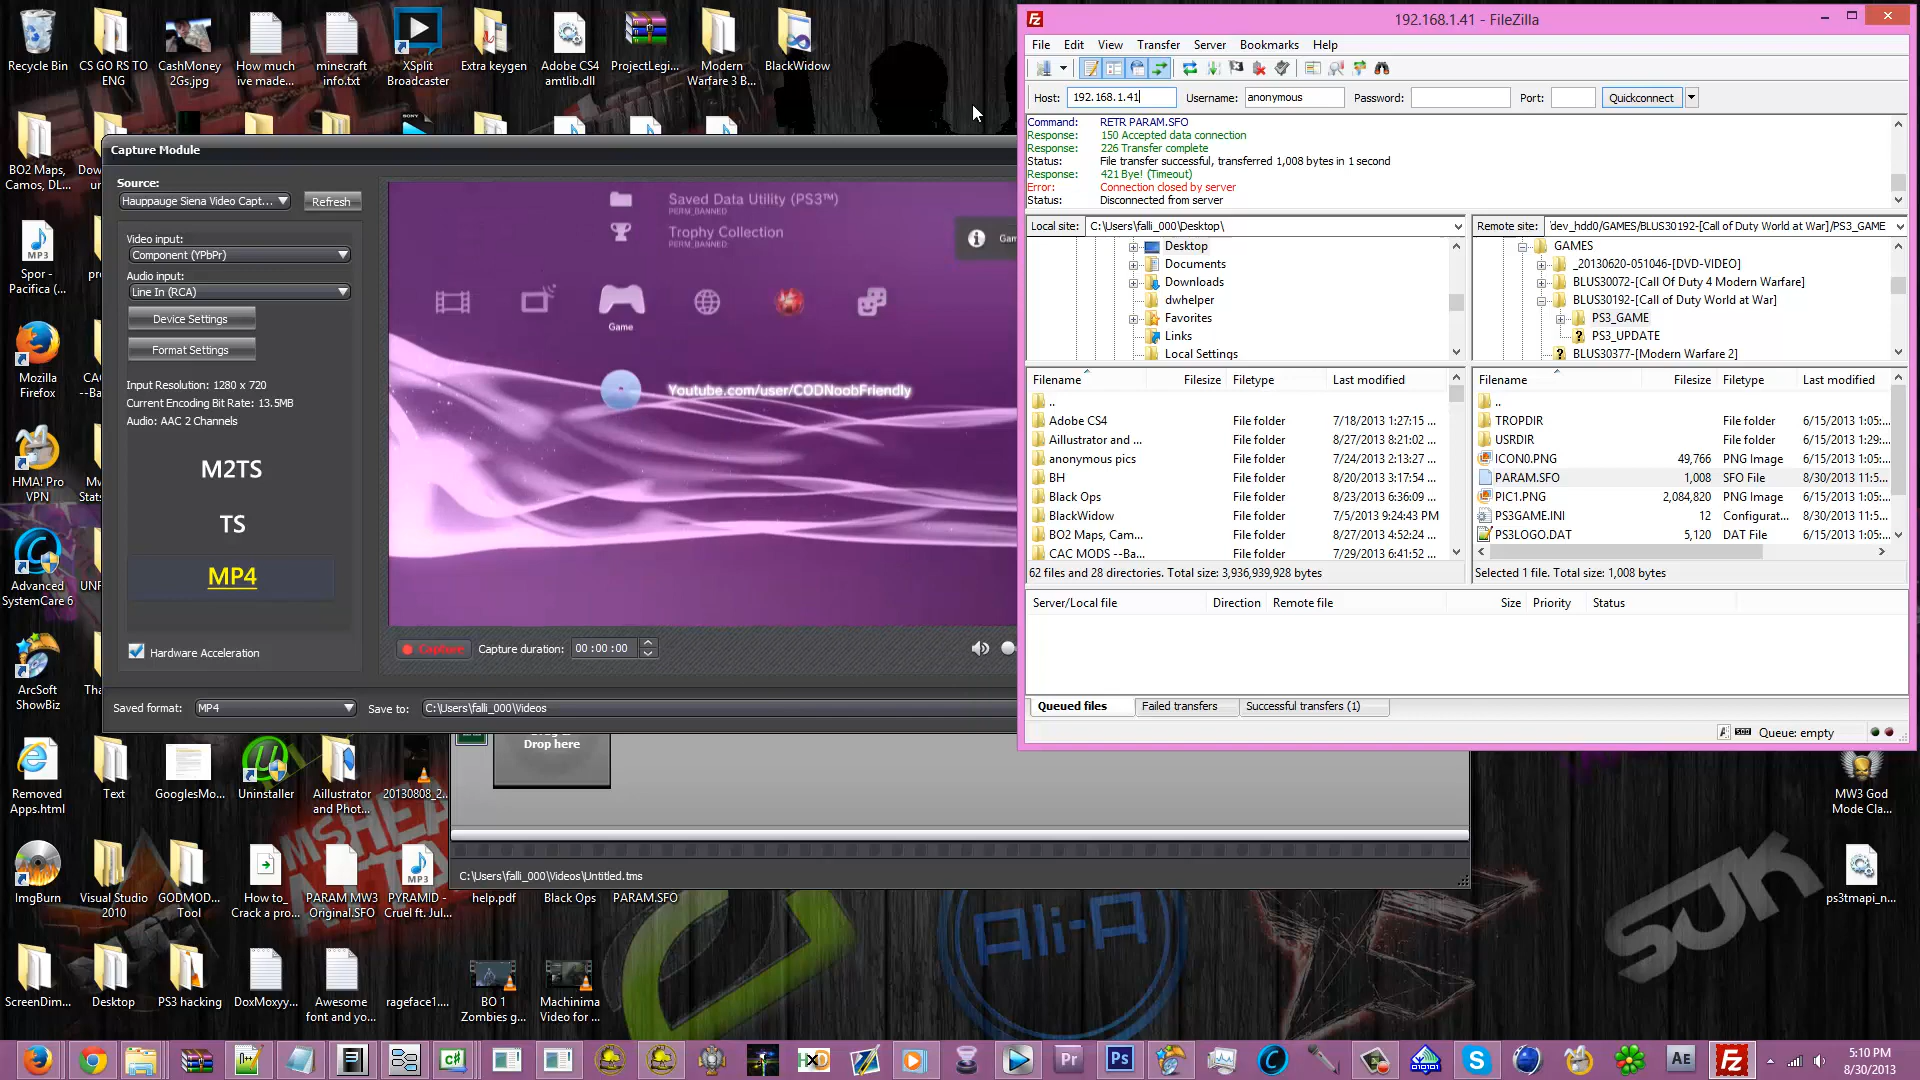 Recycle Bin
CS GO RS TO
ENG
CashMoney
2Gs.jpg
How much
ive made...
minecraft
info.txt
XSplit
Broadcaster
Extra keygen
Adobe CS4
amtlib.dll
ProjectLegi...
Modern
Warfare 3 B...
BlackWidow
192.168.1.41 - FileZilla
File Edit View Transfer Server Bookmarks Help
Host: 192.168.1.41 Username: anonymous Password: Port: Quickconnect
Command: RETR PARAM.SFO
Response: 150 Accepted data connection
Response: 226 Transfer complete
Status: File transfer successful, transferred 1,008 bytes in 1 second
Response: 421 Bye! (Timeout)
Error: Connection closed by server
Status: Disconnected from server
Local site: C:\Users\falli_000\Desktop\
Desktop
Documents
Downloads
dwhelper
Favorites
Links
Local Settings
Remote site: 'dev_hdd0/GAMES/BLUS30192-[Call of Duty World at War]/PS3_GAME
GAMES
_20130620-051046-[DVD-VIDEO]
BLUS30072-[Call Of Duty 4 Modern Warfare]
BLUS30192-[Call of Duty World at War]
PS3_GAME
PS3_UPDATE
BLUS30377-[Modern Warfare 2]
Filename Filesize Filetype Last modified
..
Adobe CS4 File folder 7/18/2013 1:27:15 ...
Aillustrator and ... File folder 8/27/2013 8:21:02 ...
anonymous pics File folder 7/24/2013 2:13:27 ...
BH File folder 8/20/2013 3:17:54 ...
Black Ops File folder 8/23/2013 6:36:09 ...
BlackWidow File folder 7/5/2013 9:24:43 PM
BO2 Maps, Cam... File folder 8/27/2013 4:52:24 ...
CAC MODS --Ba... File folder 7/29/2013 6:41:52 ...
62 files and 28 directories. Total size: 3,936,939,928 bytes
Filename Filesize Filetype Last modified
..
TROPDIR File folder 6/15/2013 1:05:...
USRDIR File folder 6/15/2013 1:29:...
ICON0.PNG 49,766 PNG Image 6/15/2013 1:05:...
PARAM.SFO 1,008 SFO File 8/30/2013 11:5...
PIC1.PNG 2,084,820 PNG Image 6/15/2013 1:05:...
PS3GAME.INI 12 Configurat... 8/30/2013 11:5...
PS3LOGO.DAT 5,120 DAT File 6/15/2013 1:05:...
Selected 1 file. Total size: 1,008 bytes
Server/Local file Direction Remote file Size Priority Status
Queued files Failed transfers Successful transfers (1)
Queue: empty
Capture Module
Source:
Hauppauge Siena Video Capt... Refresh
Video input:
Component (YPbPr)
Audio input:
Line In (RCA)
Device Settings
Format Settings
Input Resolution: 1280 x 720
Current Encoding Bit Rate: 13.5MB
Audio: AAC 2 Channels
M2TS
TS
MP4
Hardware Acceleration
Saved Data Utility (PS3™)
PERM_BANNED
Trophy Collection
PERM_BANNED
Gam
Game
Youtube.com/user/CODNoobFriendly
Capture Capture duration: 00 :00 : 00
Saved format: MP4 Save to: C:\Users\falli_000\Videos
Drop here
C:\Users\falli_000\Videos\Untitled.tms
BO2 Maps,
Camos, DL...
Spor -
Pacifica (...
Mozilla
Firefox
HMA! Pro
VPN
Advanced
SystemCare 6
ArcSoft
ShowBiz
Removed
Apps.html
Text
GooglesMo...
Uninstaller
Aillustrator
and Phot...
20130808_2...
MW3 God
Mode Cla...
ImgBurn
Visual Studio
2010
GODMOD...
Tool
How to_
Crack a pro...
PARAM MW3
Original.SFO
PYRAMID -
Cruel ft. Jul...
help.pdf
Black Ops
PARAM.SFO
Ali-A
ps3tmapi_n...
ScreenDim...
Desktop
PS3 hacking
DoxMoxyy...
Awesome
font and yo...
rageface1....
BO 1
Zombies g...
Machinima
Video for ...
5:10 PM
8/30/2013